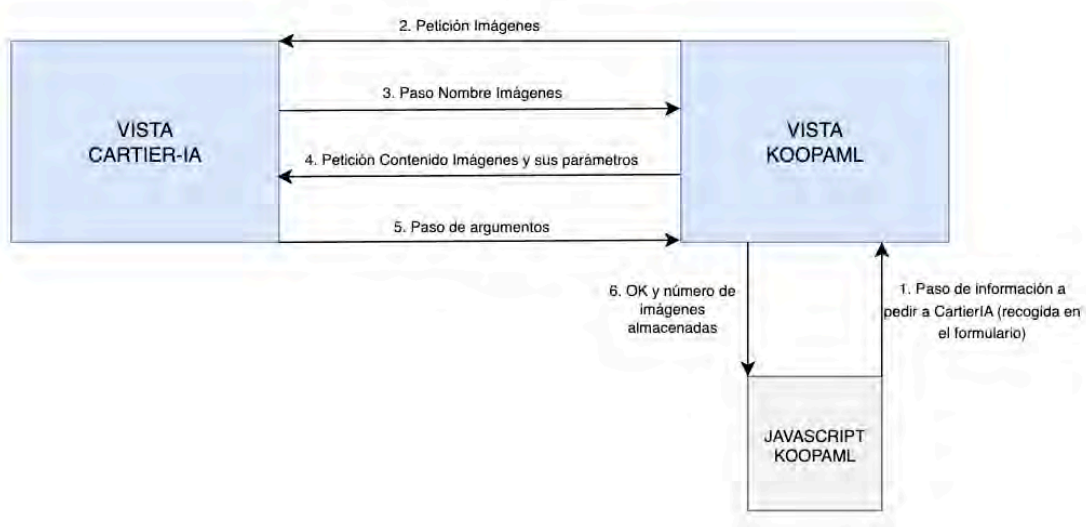 2. Petición Imágenes
3. Paso Nombre Imágenes
VISTA
CARTIER-IA
VISTA
KOOPAML
4. Petición Contenido Imágenes y sus parámetros
5. Paso de argumentos
6. OK y número de
imágenes
almacenadas
1. Paso de información a
pedir a CartierIA (recogida en
el formulario)
JAVASCRIPT
KOOPAML